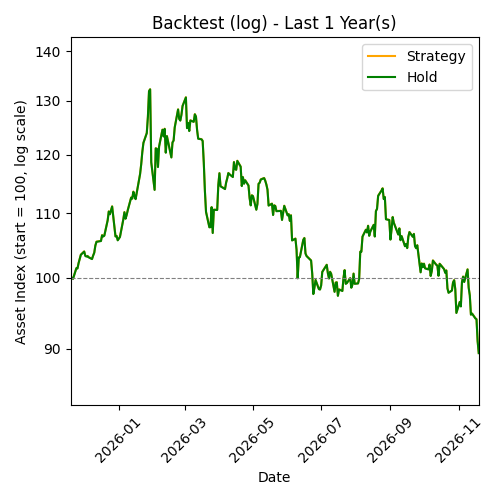 Backtest (log) - Last 1 Year(s)
Strategy
Hold
Asset Index (start = 100, log scale)
140
130
120
110
100
90
2026-01
2026-03
2026-05
2026-07
2026-09
2026-11
Date